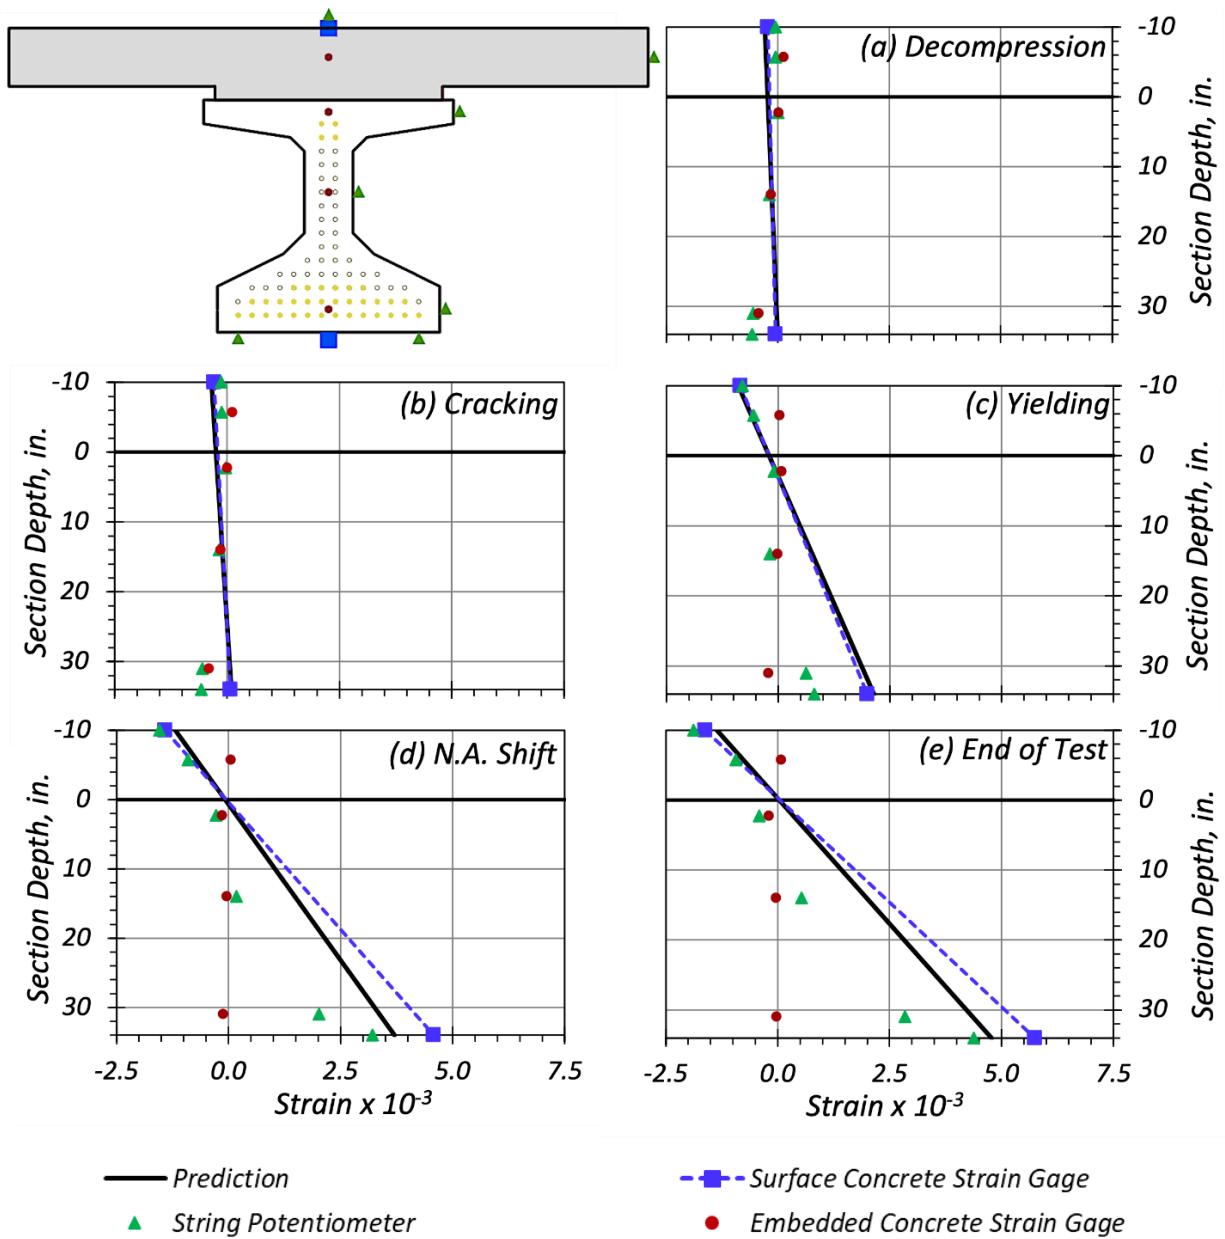 (a) Decompression
-10
0
10
20
30
Section Depth, in.
(b) Cracking
-10
0
10
20
30
Section Depth, in.
(c) Yielding
-10
0
10
20
30
Section Depth, in.
(d) N.A. Shift
-10
0
10
20
30
Section Depth, in.
-2.5 0.0 2.5 5.0 7.5
Strain x 10-3
(e) End of Test
-10
0
10
20
30
Section Depth, in.
-2.5 0.0 2.5 5.0 7.5
Strain x 10-3
Prediction
Surface Concrete Strain Gage
String Potentiometer
Embedded Concrete Strain Gage